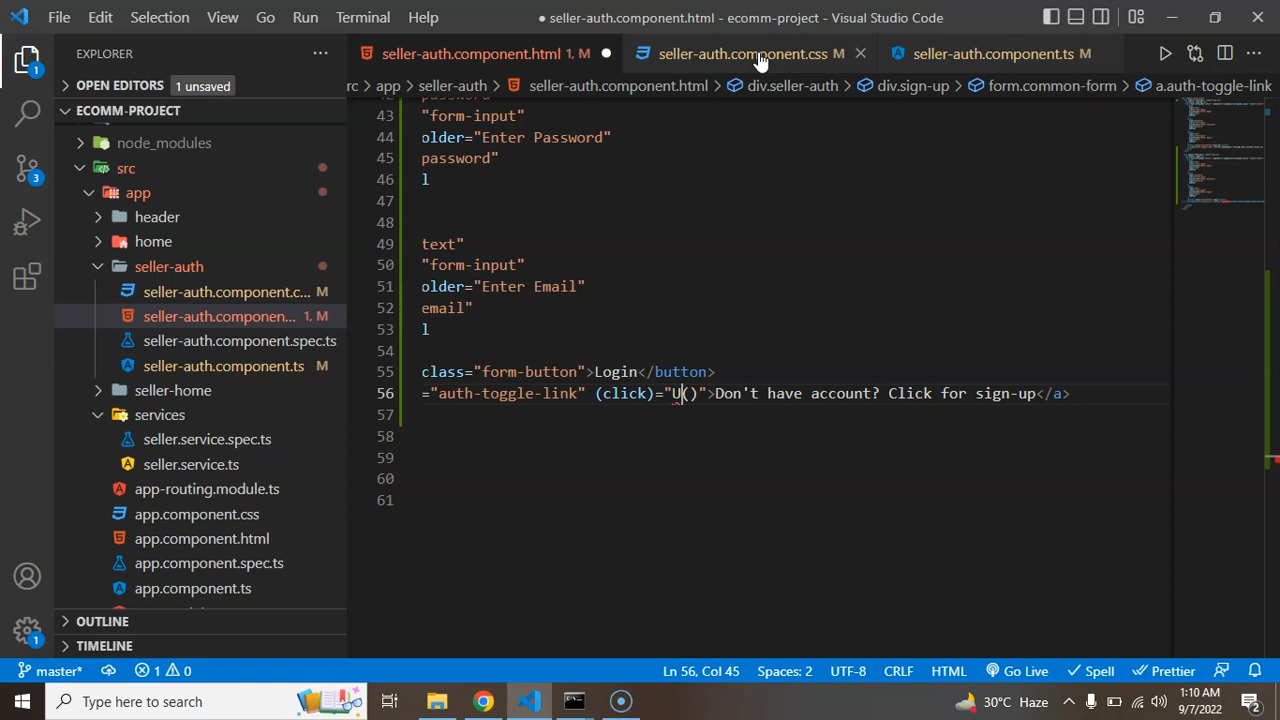 File Edit Selection View Go Run Terminal Help
● seller-auth.component.html - ecomm-project - Visual Studio Code
EXPLORER
seller-auth.component.html 1, M
seller-auth.component.css M
seller-auth.component.ts M
OPEN EDITORS 1 unsaved
rc > app > seller-auth > seller-auth.component.html > div.seller-auth > div.sign-up > form.common-form > a.auth-toggle-link
ECOMM-PROJECT
node_modules
src
app
header
home
seller-auth
seller-auth.component.c... M
seller-auth.componen... 1, M
seller-auth.component.spec.ts
seller-auth.component.ts M
seller-home
services
seller.service.spec.ts
seller.service.ts
app-routing.module.ts
app.component.css
app.component.html
app.component.spec.ts
app.component.ts
OUTLINE
TIMELINE
43 "form-input"
44 older="Enter Password"
45 password"
46 l
47
48
49 text"
50 "form-input"
51 older="Enter Email"
52 email"
53 l
54
55 class="form-button">Login</button>
56 ="auth-toggle-link" (click)="U()">Don't have account? Click for sign-up</a>
57
58
59
60
61
1
3
1
master* 1 0 Ln 56, Col 45 Spaces: 2 UTF-8 CRLF HTML Go Live Spell Prettier
Type here to search
30°C Haze
1:10 AM
9/7/2022
2